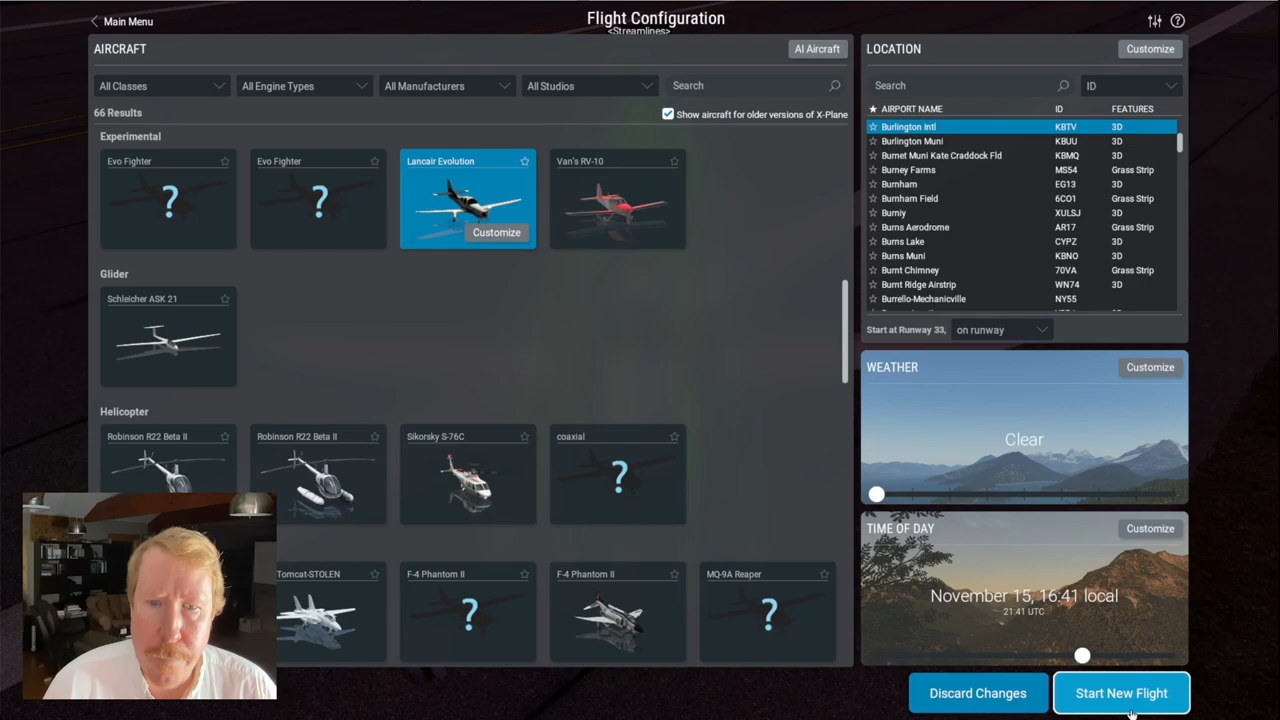 Main Menu
Flight Configuration
<Streamlines>
AIRCRAFT
AI Aircraft
All Classes
All Engine Types
All Manufacturers
All Studios
Search
66 Results
Show aircraft for older versions of X-Plane
Experimental
Evo Fighter
Evo Fighter
Lancair Evolution
Van's RV-10
?
?
Customize
Glider
Schleicher ASK 21
Helicopter
Robinson R22 Beta II
Robinson R22 Beta II
Sikorsky S-76C
coaxial
?
Tomcat-STOLEN
F-4 Phantom II
F-4 Phantom II
MQ-9A Reaper
?
?
LOCATION
Customize
Search
ID
★ AIRPORT NAME ID FEATURES
Burlington Intl KBTV 3D
Burlington Muni KBUU 3D
Burnet Muni Kate Craddock Fld KBMQ 3D
Burney Farms MS54 Grass Strip
Burnham EG13 3D
Burnham Field 6CO1 Grass Strip
Burniy XULSJ 3D
Burns Aerodrome AR17 Grass Strip
Burns Lake CYPZ 3D
Burns Muni KBNO 3D
Burnt Chimney 70VA Grass Strip
Burnt Ridge Airstrip WN74 3D
Burrello-Mechanicville NY55
Start at Runway 33, on runway
WEATHER
Customize
Clear
TIME OF DAY
Customize
November 15, 16:41 local
21:41 UTC
Discard Changes
Start New Flight